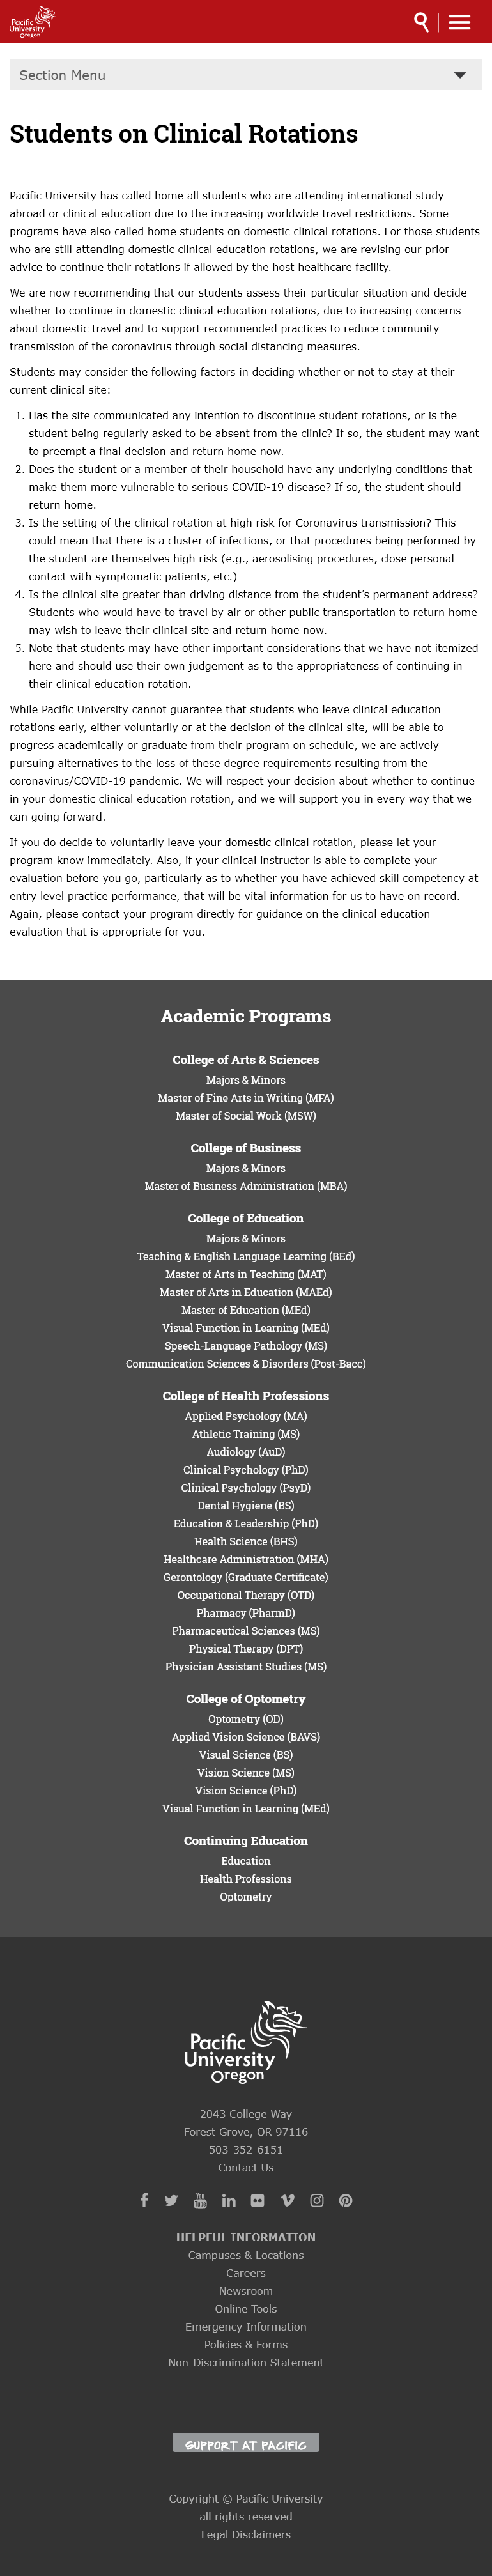 Pacific
University
Oregon
Section Menu
Students on Clinical Rotations
Pacific University has called home all students who are attending international study
abroad or clinical education due to the increasing worldwide travel restrictions. Some
programs have also called home students on domestic clinical rotations. For those students
who are still attending domestic clinical education rotations, we are revising our prior
advice to continue their rotations if allowed by the host healthcare facility.
We are now recommending that our students assess their particular situation and decide
whether to continue in domestic clinical education rotations, due to increasing concerns
about domestic travel and to support recommended practices to reduce community
transmission of the coronavirus through social distancing measures.
Students may consider the following factors in deciding whether or not to stay at their
current clinical site:
1. Has the site communicated any intention to discontinue student rotations, or is the
student being regularly asked to be absent from the clinic? If so, the student may want
to preempt a final decision and return home now.
2. Does the student or a member of their household have any underlying conditions that
make them more vulnerable to serious COVID-19 disease? If so, the student should
return home.
3. Is the setting of the clinical rotation at high risk for Coronavirus transmission? This
could mean that there is a cluster of infections, or that procedures being performed by
the student are themselves high risk (e.g., aerosolising procedures, close personal
contact with symptomatic patients, etc.)
4. Is the clinical site greater than driving distance from the student’s permanent address?
Students who would have to travel by air or other public transportation to return home
may wish to leave their clinical site and return home now.
5. Note that students may have other important considerations that we have not itemized
here and should use their own judgement as to the appropriateness of continuing in
their clinical education rotation.
While Pacific University cannot guarantee that students who leave clinical education
rotations early, either voluntarily or at the decision of the clinical site, will be able to
progress academically or graduate from their program on schedule, we are actively
pursuing alternatives to the loss of these degree requirements resulting from the
coronavirus/COVID-19 pandemic. We will respect your decision about whether to continue
in your domestic clinical education rotation, and we will support you in every way that we
can going forward.
If you do decide to voluntarily leave your domestic clinical rotation, please let your
program know immediately. Also, if your clinical instructor is able to complete your
evaluation before you go, particularly as to whether you have achieved skill competency at
entry level practice performance, that will be vital information for us to have on record.
Again, please contact your program directly for guidance on the clinical education
evaluation that is appropriate for you.
Academic Programs
College of Arts & Sciences
Majors & Minors
Master of Fine Arts in Writing (MFA)
Master of Social Work (MSW)
College of Business
Majors & Minors
Master of Business Administration (MBA)
College of Education
Majors & Minors
Teaching & English Language Learning (BEd)
Master of Arts in Teaching (MAT)
Master of Arts in Education (MAEd)
Master of Education (MEd)
Visual Function in Learning (MEd)
Speech-Language Pathology (MS)
Communication Sciences & Disorders (Post-Bacc)
College of Health Professions
Applied Psychology (MA)
Athletic Training (MS)
Audiology (AuD)
Clinical Psychology (PhD)
Clinical Psychology (PsyD)
Dental Hygiene (BS)
Education & Leadership (PhD)
Health Science (BHS)
Healthcare Administration (MHA)
Gerontology (Graduate Certificate)
Occupational Therapy (OTD)
Pharmacy (PharmD)
Pharmaceutical Sciences (MS)
Physical Therapy (DPT)
Physician Assistant Studies (MS)
College of Optometry
Optometry (OD)
Applied Vision Science (BAVS)
Visual Science (BS)
Vision Science (MS)
Vision Science (PhD)
Visual Function in Learning (MEd)
Continuing Education
Education
Health Professions
Optometry
Pacific
University
Oregon
2043 College Way
Forest Grove, OR 97116
503-352-6151
Contact Us
You Tube
HELPFUL INFORMATION
Campuses & Locations
Careers
Newsroom
Online Tools
Emergency Information
Policies & Forms
Non-Discrimination Statement
SUPPORT AT PACIFIC
Copyright © Pacific University
all rights reserved
Legal Disclaimers